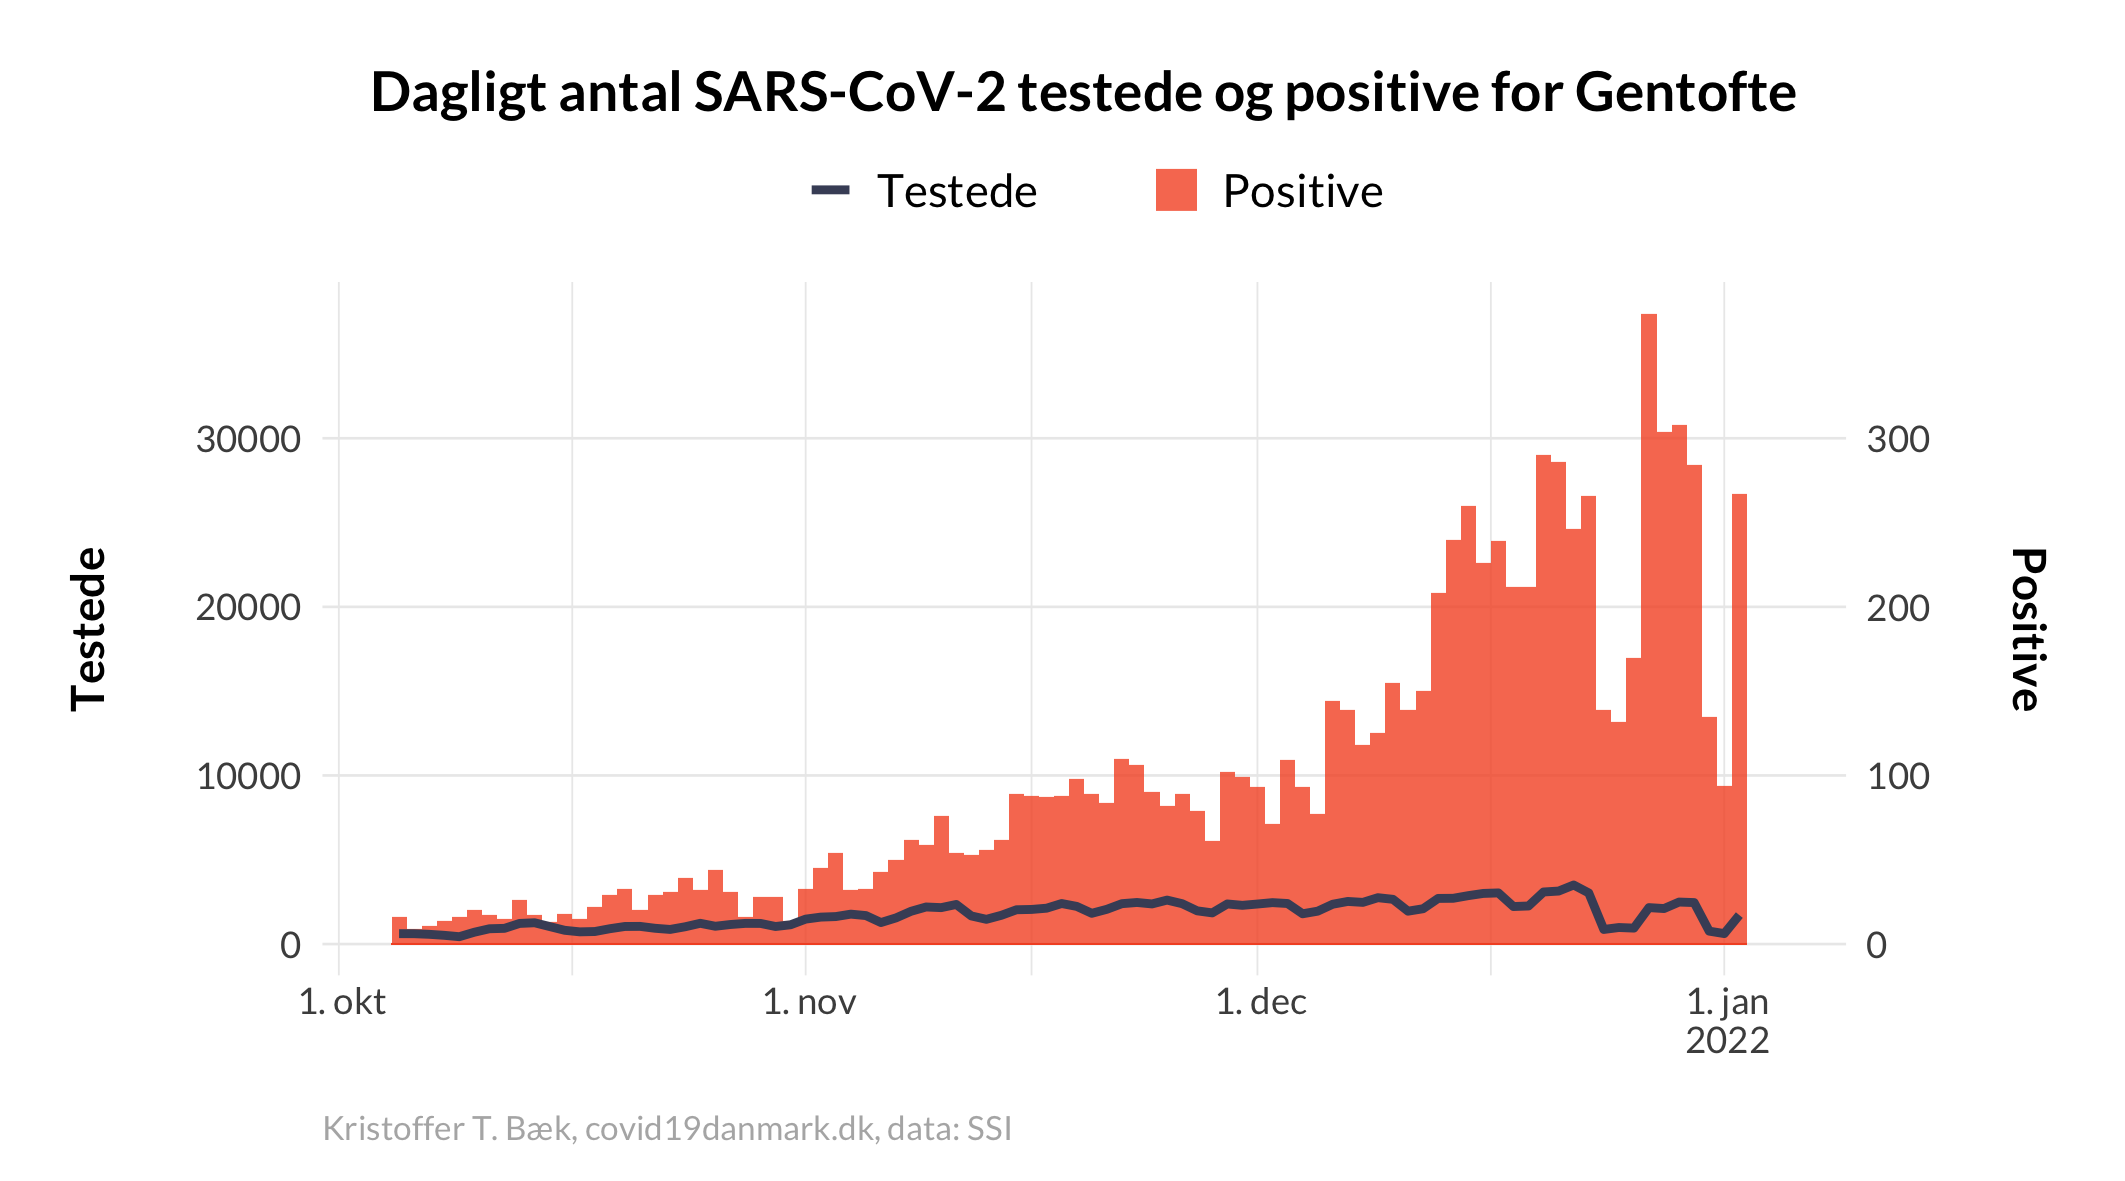 Dagligt antal SARS-CoV-2 testede og positive for Gentofte
Testede
Positive
30000
20000
10000
0
300
200
100
0
Testede
Positive
1. okt
1. nov
1. dec
1. jan
2022
Kristoffer T. Bæk, covid19danmark.dk, data: SSI